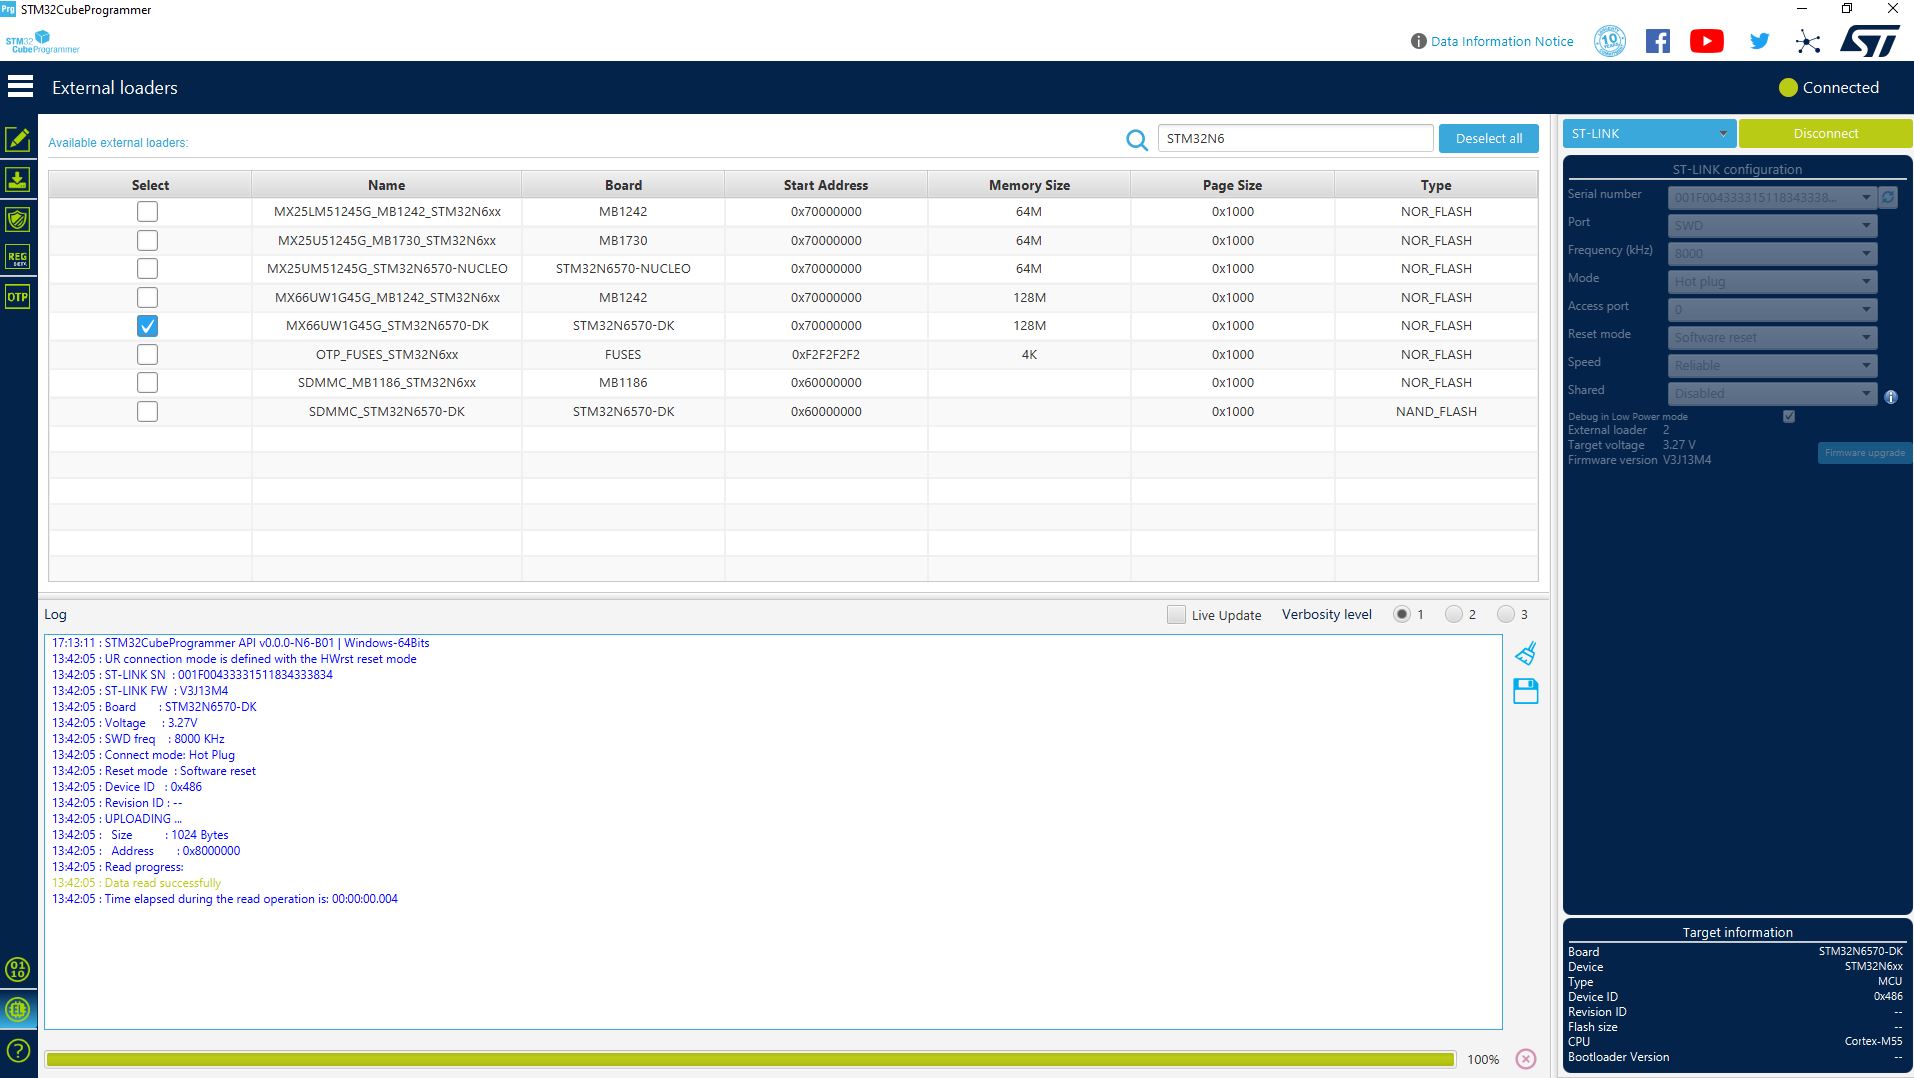 Prg STM32CubeProgrammer
STM32
CubeProgrammer
Data Information Notice
10
ST
External loaders
Connected
Available external loaders:
STM32N6
Deselect all
Select Name Board Start Address Memory Size Page Size Type
MX25LM51245G_MB1242_STM32N6xx MB1242 0x70000000 64M 0x1000 NOR_FLASH
MX25U51245G_MB1730_STM32N6xx MB1730 0x70000000 64M 0x1000 NOR_FLASH
MX25UM51245G_STM32N6570-NUCLEO STM32N6570-NUCLEO 0x70000000 64M 0x1000 NOR_FLASH
MX66UW1G45G_MB1242_STM32N6xx MB1242 0x70000000 128M 0x1000 NOR_FLASH
MX66UW1G45G_STM32N6570-DK STM32N6570-DK 0x70000000 128M 0x1000 NOR_FLASH
OTP_FUSES_STM32N6xx FUSES 0xF2F2F2F2 4K 0x1000 NOR_FLASH
SDMMC_MB1186_STM32N6xx MB1186 0x60000000 0x1000 NOR_FLASH
SDMMC_STM32N6570-DK STM32N6570-DK 0x60000000 0x1000 NAND_FLASH
REG
OTP
01
10
EL
?
Log
Live Update Verbosity level 1 2 3
17:13:11 : STM32CubeProgrammer API v0.0.0-N6-B01 | Windows-64Bits
13:42:05 : UR connection mode is defined with the HWrst reset mode
13:42:05 : ST-LINK SN : 001F00433331511834333834
13:42:05 : ST-LINK FW : V3J13M4
13:42:05 : Board : STM32N6570-DK
13:42:05 : Voltage : 3.27V
13:42:05 : SWD freq : 8000 KHz
13:42:05 : Connect mode: Hot Plug
13:42:05 : Reset mode : Software reset
13:42:05 : Device ID : 0x486
13:42:05 : Revision ID : --
13:42:05 : UPLOADING ...
13:42:05 : Size : 1024 Bytes
13:42:05 : Address : 0x8000000
13:42:05 : Read progress:
13:42:05 : Data read successfully
13:42:05 : Time elapsed during the read operation is: 00:00:00.004
100%
ST-LINK
Disconnect
ST-LINK configuration
Serial number 001F004333315118343338...
Port SWD
Frequency (kHz) 8000
Mode Hot plug
Access port 0
Reset mode Software reset
Speed Reliable
Shared Disabled
Debug in Low Power mode
External loader 2
Target voltage 3.27 V
Firmware version V3J13M4
Firmware upgrade
Target information
Board STM32N6570-DK
Device STM32N6xx
Type MCU
Device ID 0x486
Revision ID --
Flash size --
CPU Cortex-M55
Bootloader Version --